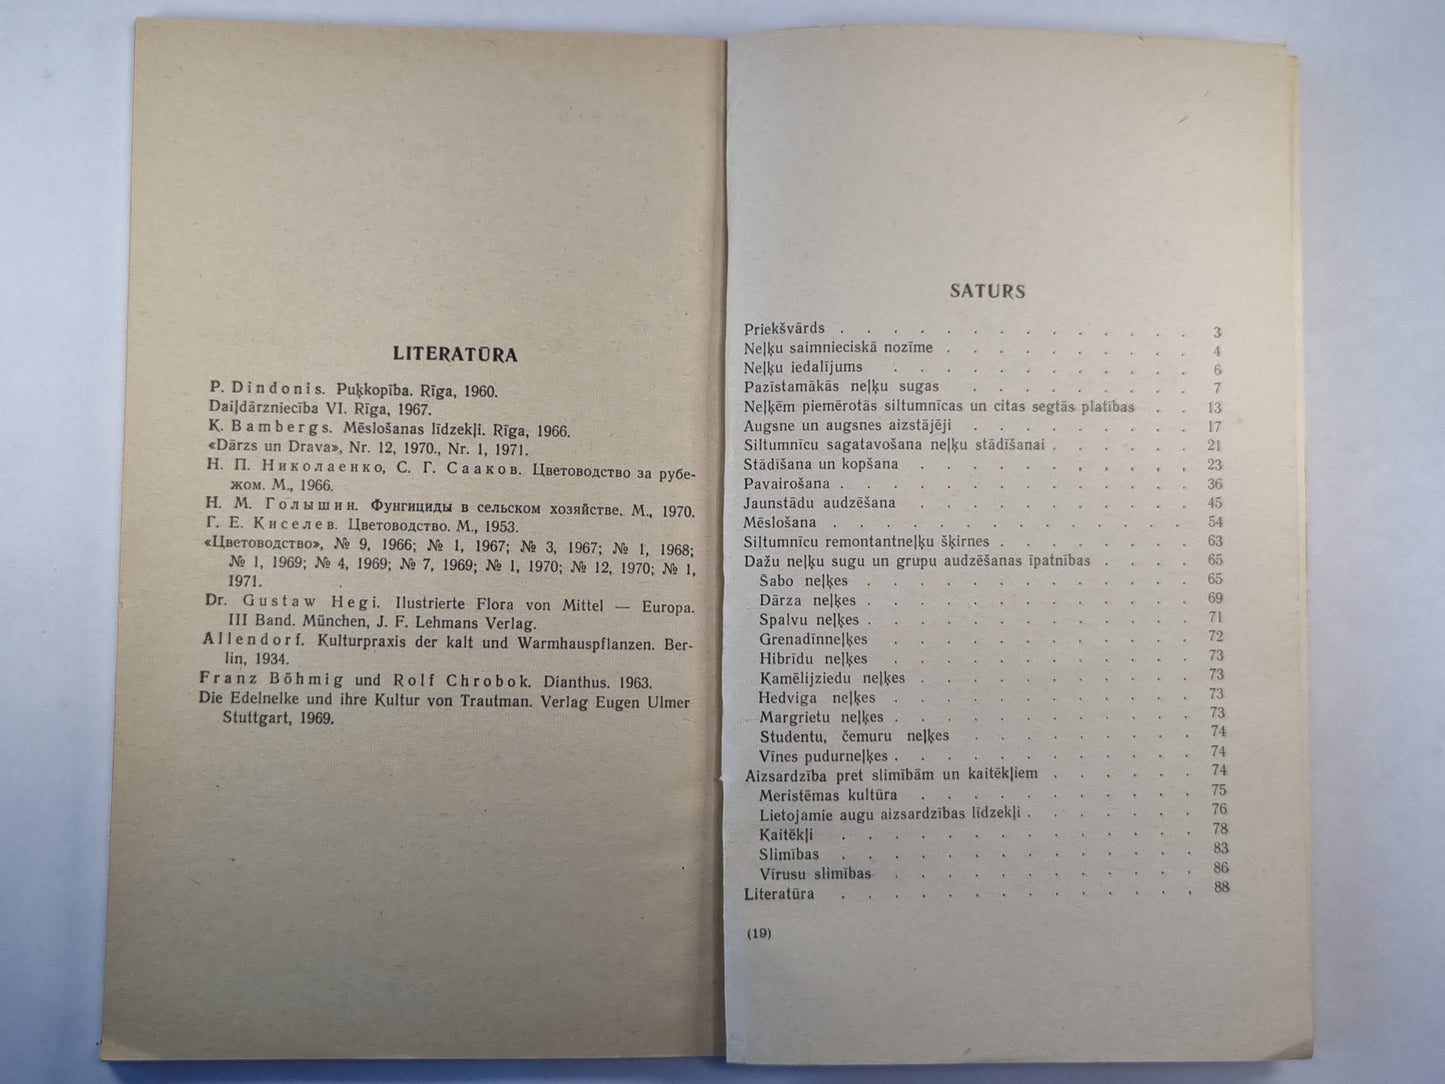 LITERATŪRA
P. Dindonis. Puķkopība. Rīga, 1960.
Daiļdārzniecība VI. Rīga, 1967.
K. Bambergs. Mēslošanas līdzekļi. Rīga, 1966.
«Dārzs un Drava», Nr. 12, 1970., Nr. 1, 1971.
Н. П. Николаенко, С. Г. Сааков. Цветоводство за рубе-
жом. М., 1966.
Н. М. Голышин. Фунгициды в сельском хозяйстве. М., 1970.
Г. Е. Киселев. Цветоводство. М., 1953.
«Цветоводство», № 9, 1966; № 1, 1967; № 3, 1967; № 1, 1968;
№ 1, 1969; № 4, 1969; № 7, 1969; № 1, 1970; № 12, 1970; № 1,
1971.
Dr. Gustaw Hegi. Ilustrierte Flora von Mittel — Europa.
III Band. München, J. F. Lehmans Verlag.
Allendorf. Kulturpraxis der kalt und Warmhauspflanzen. Ber-
lin, 1934.
Franz Böhmig und Rolf Chrobok. Dianthus. 1963.
Die Edelnelke und ihre Kultur von Trautman. Verlag Eugen Ulmer
Stuttgart, 1969.
SATURS
Priekšvārds . . . . . . . . . . . . . . 3
Neļķu saimnieciskā nozīme . . . . . . . . . . 4
Neļķu iedalījums . . . . . . . . . . . . 6
Pazīstamākās neļķu sugas . . . . . . . . . 7
Neļķēm piemērotās siltumnīcas un citas segtās platības . . 13
Augsne un augsnes aizstājēji . . . . . . . . . 17
Siltumnīcu sagatavošana neļķu stādīšanai . . . . . . 21
Stādīšana un kopšana . . . . . . . . . . . 23
Pavairošana . . . . . . . . . . . . . . 36
Jaunstādu audzēšana . . . . . . . . . . . 45
Mēslošana . . . . . . . . . . . . . . 54
Siltumnīcu remontantneļķu šķirnes . . . . . . . . 63
Dažu neļķu sugu un grupu audzēšanas īpatnības . . . . 65
Sabo neļķes . . . . . . . . . . . . . 65
Dārza neļķes . . . . . . . . . . . . . 69
Spalvu neļķes . . . . . . . . . . . . . 71
Grenadīnneļķes . . . . . . . . . . . . 72
Hibrīdu neļķes . . . . . . . . . . . . 73
Kamēlijziedu neļķes . . . . . . . . . . . 73
Hedviga neļķes . . . . . . . . . . . . 73
Margrietu neļķes . . . . . . . . . . . . 73
Studentu, čemuru neļķes . . . . . . . . . 74
Vīnes pudurneļķes . . . . . . . . . . . . 74
Aizsardzība pret slimībām un kaitēkļiem . . . . . . 74
Meristēmas kultūra . . . . . . . . . . . 75
Lietojamie augu aizsardzības līdzekļi . . . . . . . 76
Kaitēkļi . . . . . . . . . . . . . . 78
Slimības . . . . . . . . . . . . . . 83
Vīrusu slimības . . . . . . . . . . . . 86
Literatūra . . . . . . . . . . . . . . 88
(19)